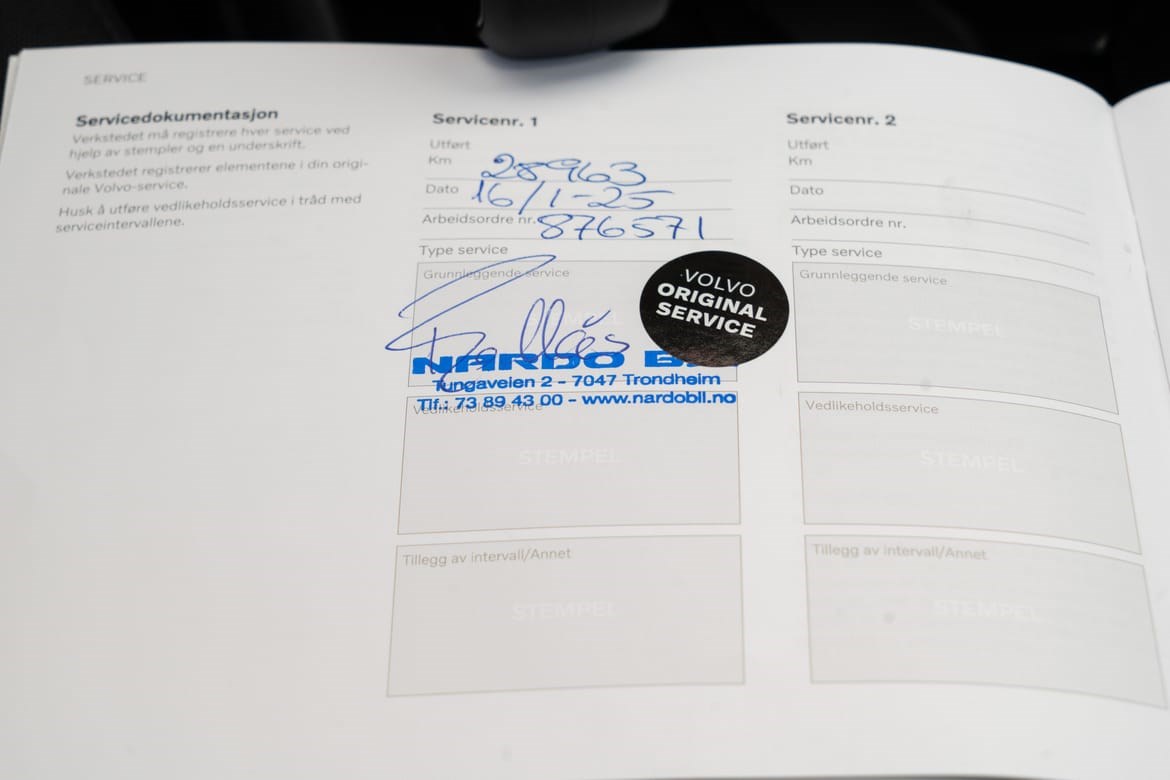 SERVICE
Servicedokumentasjon
Verkstedet må registrere hver service ved
hjelp av stempler og en underskrift.
Verkstedet registrerer elementene i din origi-
nale Volvo-service.
Husk å utføre vedlikeholdsservice i tråd med
serviceintervallene.
Servicenr. 1
Utført
Km 28963
Dato 16/1-25
Arbeidsordre nr. 876571
Type service
Grunnleggende service
VOLVO
ORIGINAL
SERVICE
NARDO
Tungaveien 2 - 7047 Trondheim
Tlf.: 73 89 43 00 - www.nardobil.no
Vedlikeholdsservice
STEMPEL
Tillegg av intervall/Annet
STEMPEL
Servicenr. 2
Utført
Km
Dato
Arbeidsordre nr.
Type service
Grunnleggende service
STEMPEL
Vedlikeholdsservice
STEMPEL
Tillegg av intervall/Annet
STEMPEL